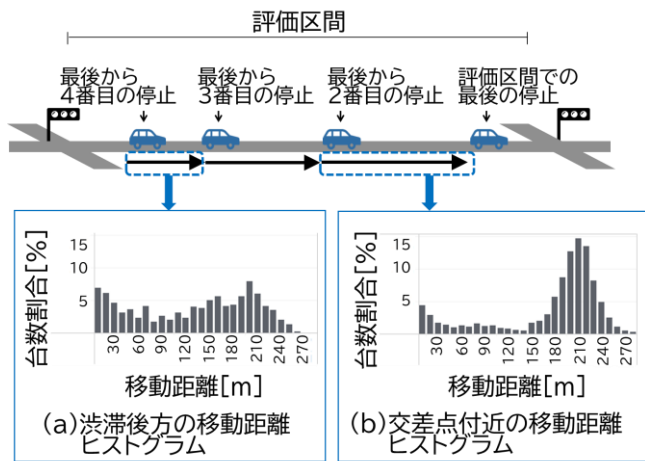 評価区間
最後から
4番目の停止
最後から
3番目の停止
最後から
2番目の停止
評価区間での
最後の停止
台数割合[%]
15
10
5
30
60
90
120
150
180
210
240
270
移動距離[m]
(a)渋滞後方の移動距離
ヒストグラム
台数割合[%]
15
10
5
30
60
90
120
150
180
210
240
270
移動距離[m]
(b)交差点付近の移動距離
ヒストグラム